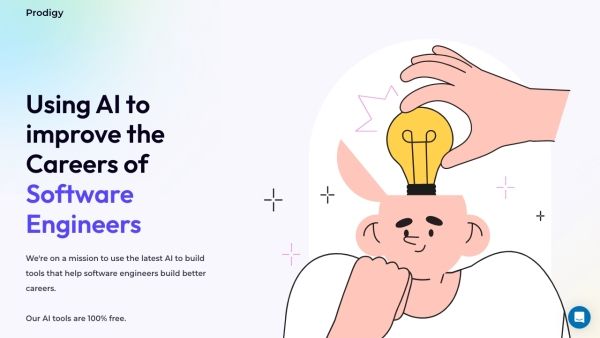 Prodigy
Using AI to
improve the
Careers of
Software
Engineers
We're on a mission to use the latest AI to build
tools that help software engineers build better
careers.
Our AI tools are 100% free.